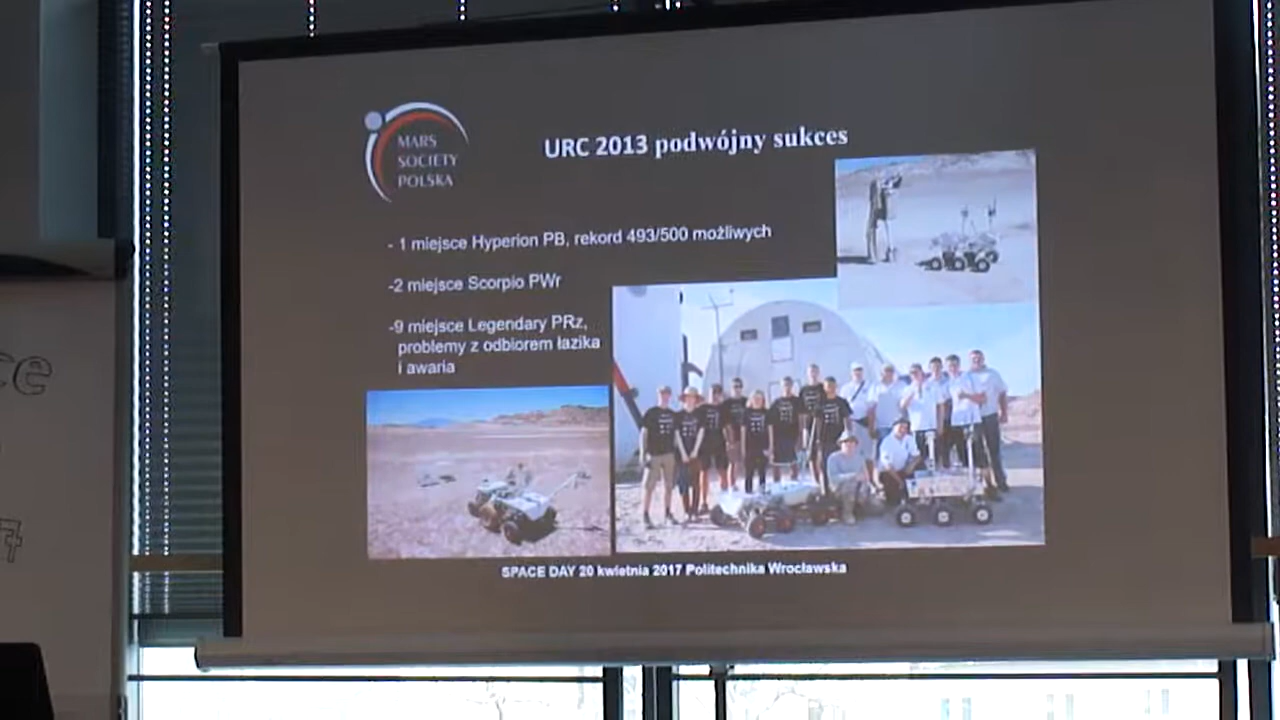 MARS
SOCIETY
POLSKA
URC 2013 podwójny sukces
- 1 miejsce Hyperion PB, rekord 493/500 możliwych
-2 miejsce Scorpio PWr
-9 miejsce Legendary PRz,
problemy z odbiorem łazika
i awaria
SPACE DAY 20 kwietnia 2017 Politechnika Wrocławska